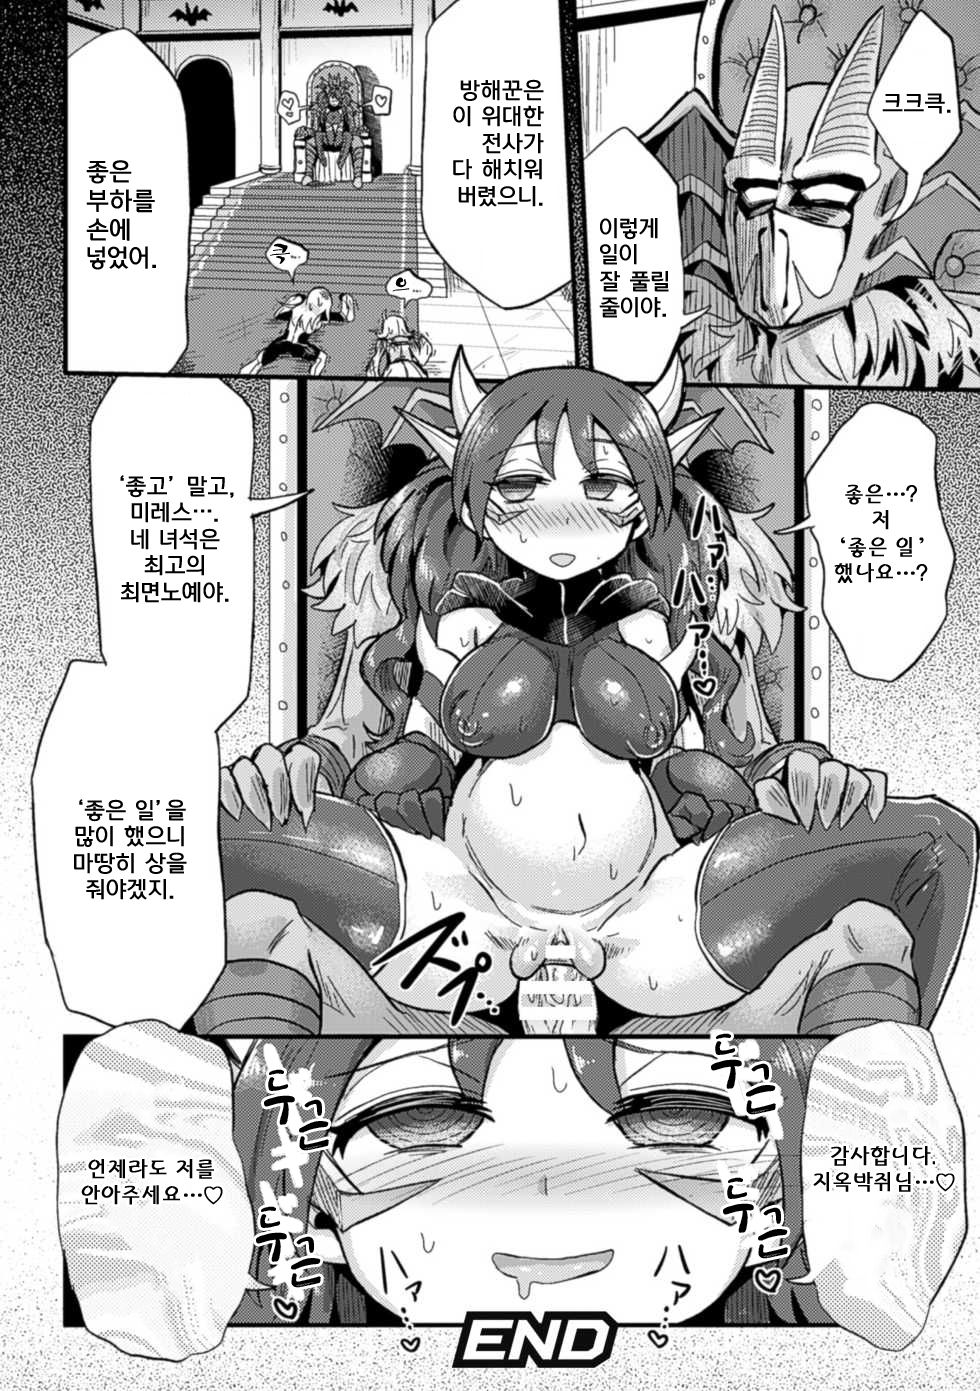 크크큭.
이렇게
일이
잘 풀릴
줄이야.
방해꾼은
이 위대한
전사가
다 해치워
버렸으니.
좋은
부하를
손에
넣었어.
큭…
으…
좋은…?
저
‘좋은 일’
했나요…?
ハァ…
ハァ…♡
‘좋고’ 말고,
미레스….
네 녀석은
최고의
최면노예야.
‘좋은 일’을
많이 했으니
마땅히 상을
줘야겠지.
ドプ…
두근
두근
감사합니다.
지옥박쥐님…♡
두근
두근
언제라도 저를
안아주세요…♡
ハァ…♡
ハァ…♡
END